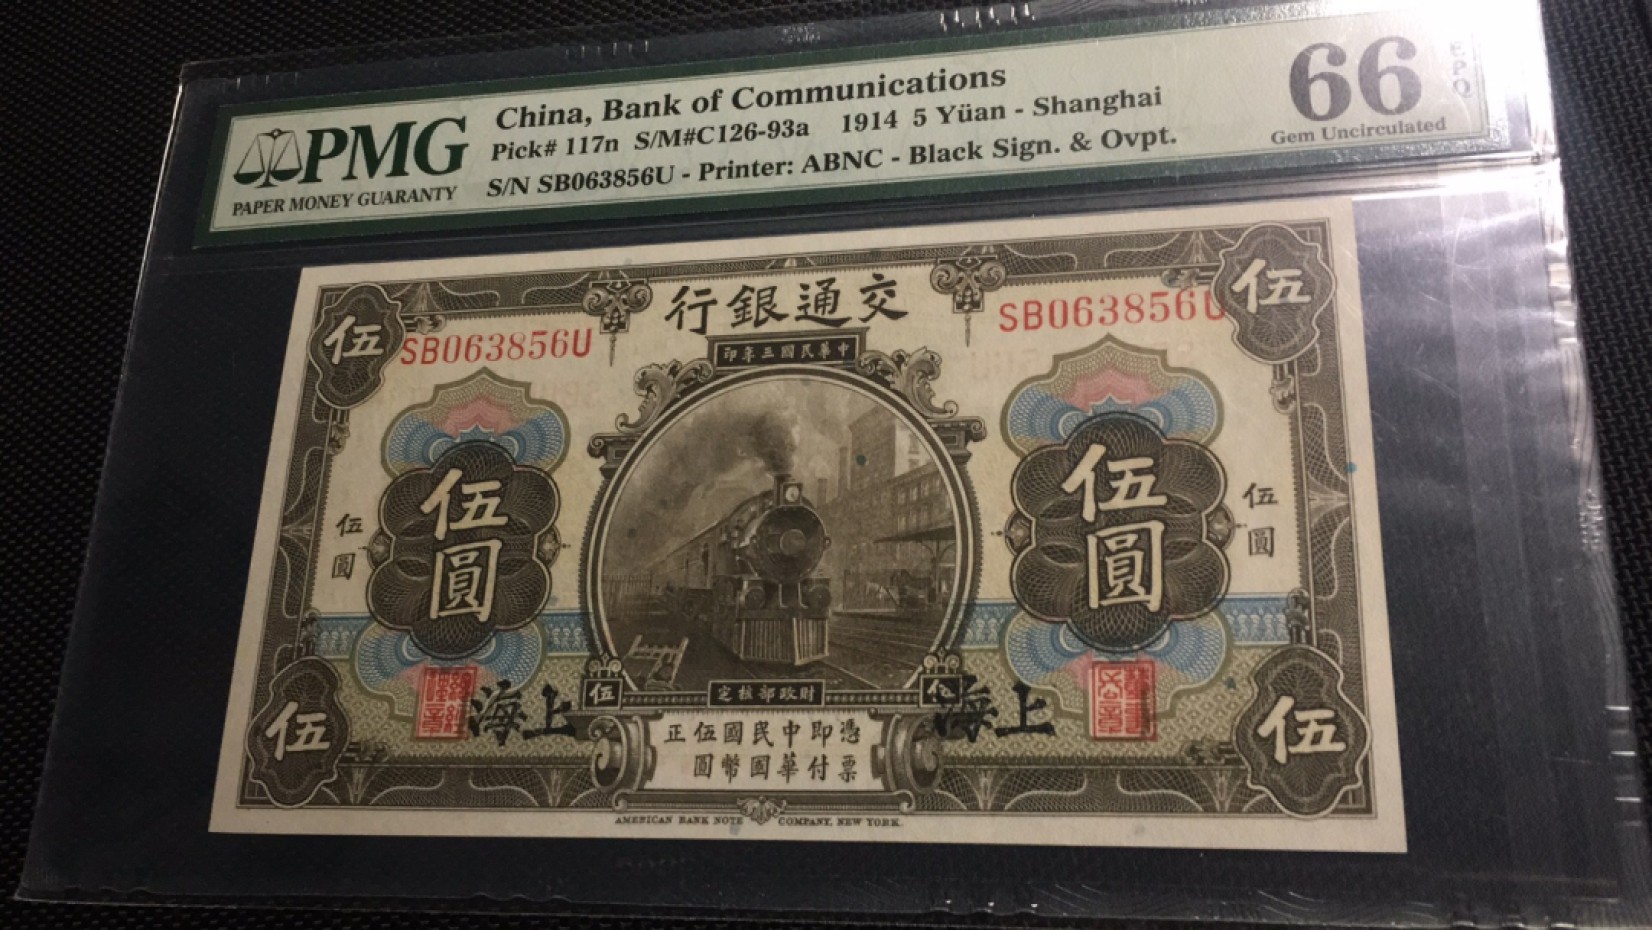 China, Bank of Communications
Pick# 117n S/M#C126-93a 1914 5 Yüan - Shanghai
S/N SB063856U - Printer: ABNC - Black Sign. & Ovpt.
PMG
PAPER MONEY GUARANTY
66
EPQ
Gem Uncirculated
行銀通交
伍
伍
SB063856U
SB063856U
印年三國民華中
伍圓
伍圓
伍圓
伍圓
海上
海上
伍
伍
定核部政財
正伍國民中即憑
圓幣國華付票
伍
伍
AMERICAN BANK NOTE COMPANY, NEW YORK.